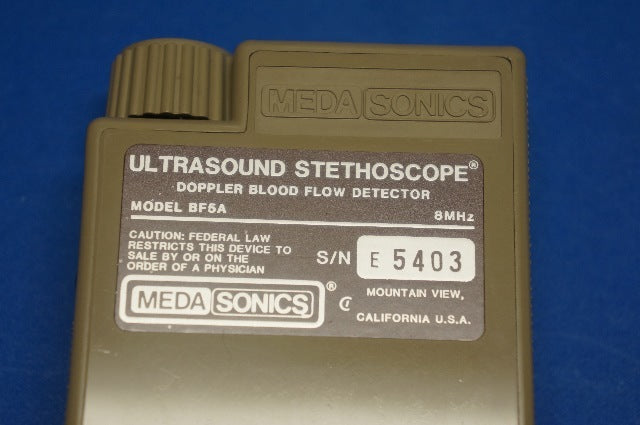 MEDA SONICS
ULTRASOUND STETHOSCOPE®
DOPPLER BLOOD FLOW DETECTOR
MODEL BF5A 8MHz
CAUTION: FEDERAL LAW
RESTRICTS THIS DEVICE TO
SALE BY OR ON THE
ORDER OF A PHYSICIAN
S/N E 5403
MEDA SONICS®
MOUNTAIN VIEW,
CALIFORNIA U.S.A.